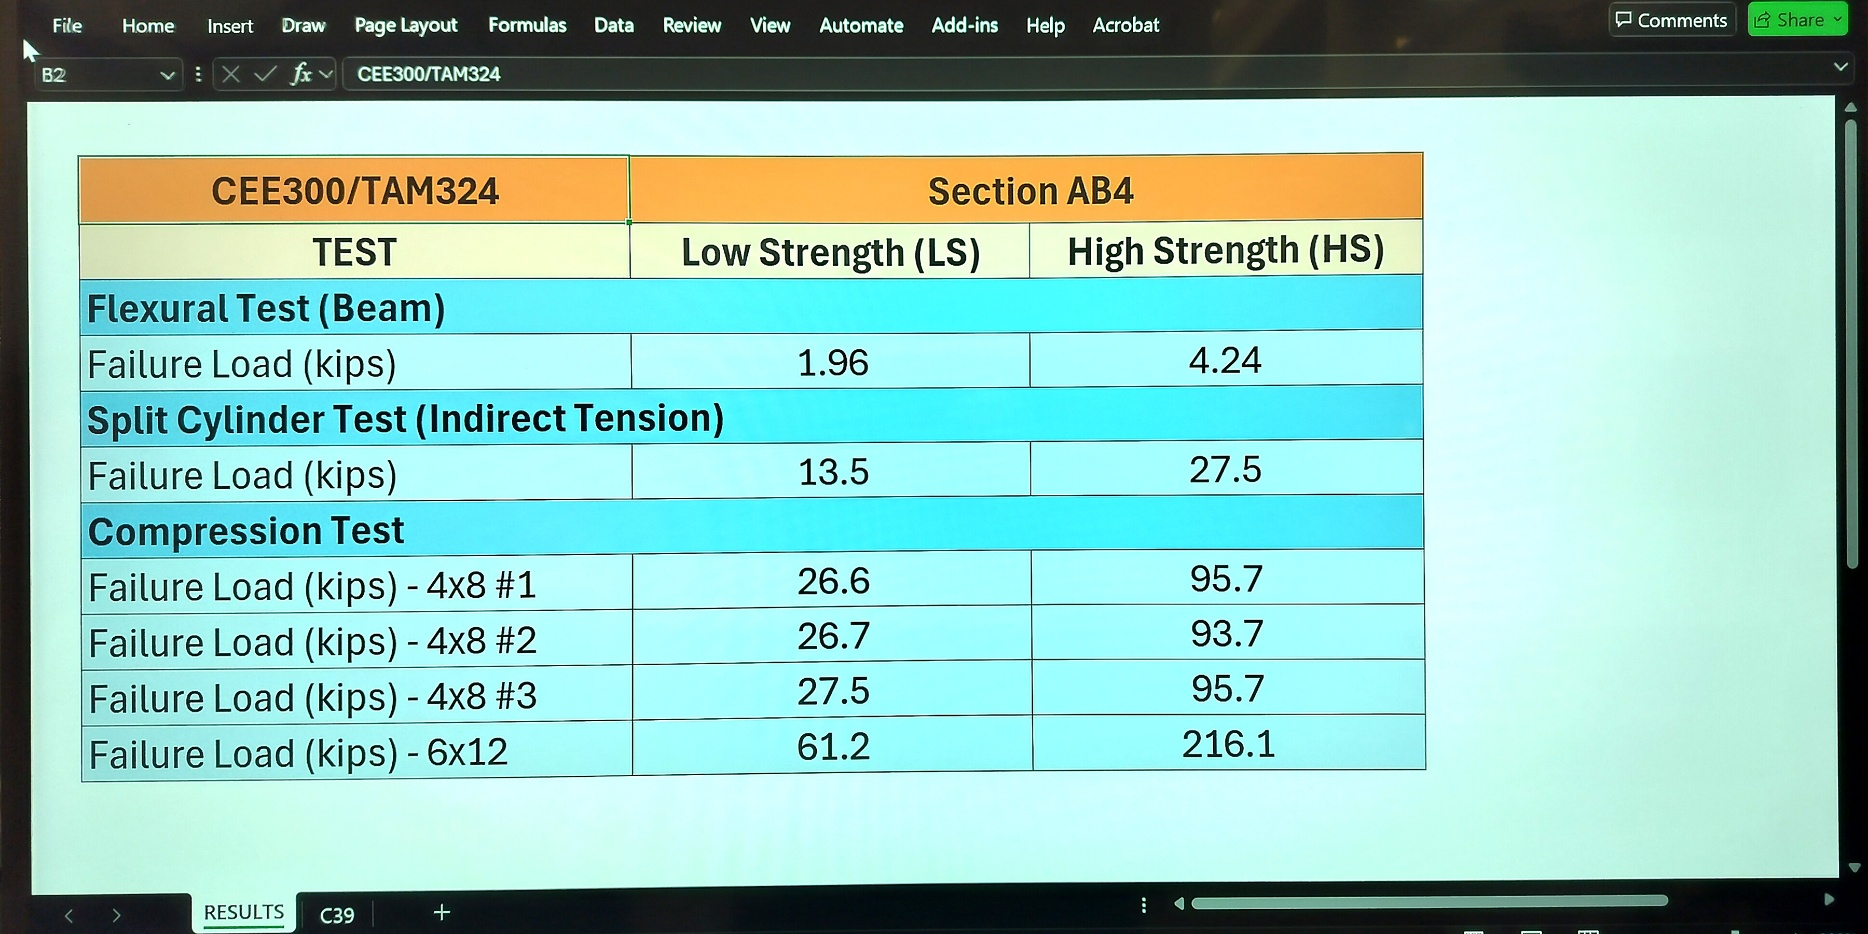 File Home Insert Draw Page Layout Formulas Data Review View Automate Add-ins Help Acrobat Comments Share
B2 fx CEE300/TAM324
CEE300/TAM324 Section AB4
TEST Low Strength (LS) High Strength (HS)
Flexural Test (Beam)
Failure Load (kips) 1.96 4.24
Split Cylinder Test (Indirect Tension)
Failure Load (kips) 13.5 27.5
Compression Test
Failure Load (kips) - 4x8 #1 26.6 95.7
Failure Load (kips) - 4x8 #2 26.7 93.7
Failure Load (kips) - 4x8 #3 27.5 95.7
Failure Load (kips) - 6x12 61.2 216.1
RESULTS C39